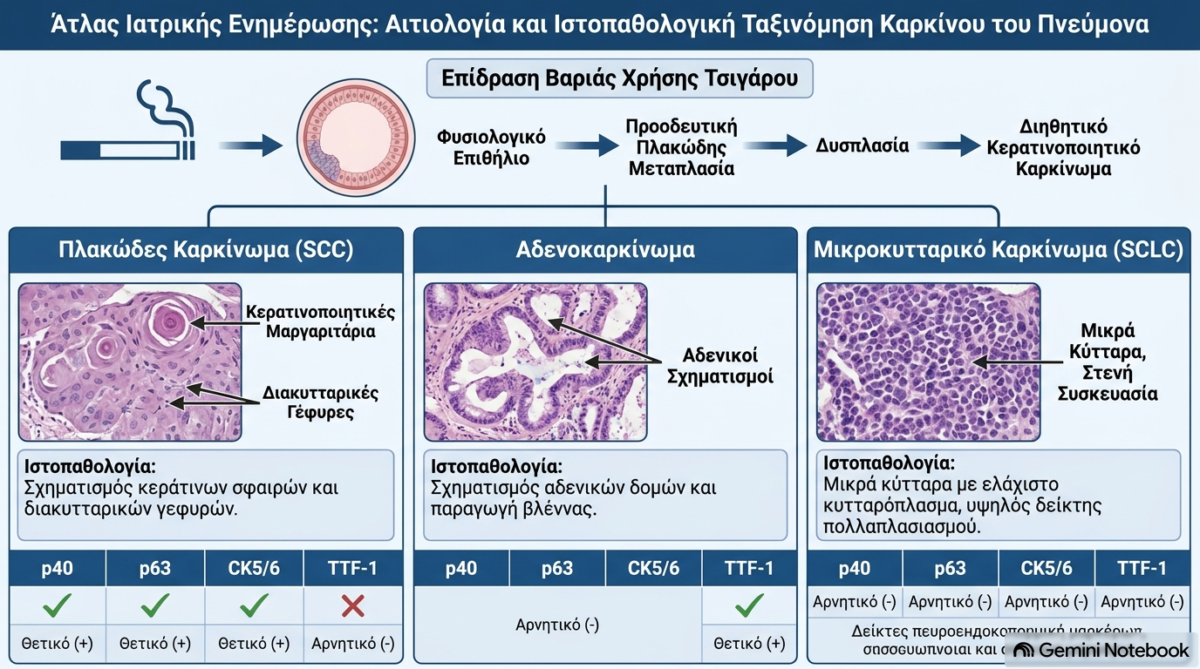 Άτλας Ιατρικής Ενημέρωσης: Αιτιολογία και Ιστοπαθολογική Ταξινόμηση Καρκίνου του Πνεύμονα
Επίδραση Βαριάς Χρήσης Τσιγάρου
Φυσιολογικό
Επιθήλιο
Προοδευτική
Πλακώδης
Μεταπλασία
Δυσπλασία
Διηθητικό
Κερατινοποιητικό
Καρκίνωμα
Πλακώδες Καρκίνωμα (SCC)
Κερατινοποιητικές
Μαργαριτάρια
Διακυτταρικές
Γέφυρες
Ιστοπαθολογία:
Σχηματισμός κεράτινων σφαιρών και
διακυτταρικών γεφυρών.
p40 p63 CK5/6 TTF-1
Θετικό (+) Θετικό (+) Θετικό (+) Αρνητικό (-)
Αδενοκαρκίνωμα
Αδενικοί
Σχηματισμοί
Ιστοπαθολογία:
Σχηματισμός αδενικών δομών και
παραγωγή βλέννας.
p40 p63 CK5/6 TTF-1
Αρνητικό (-)
Θετικό (+)
Μικροκυτταρικό Καρκίνωμα (SCLC)
Μικρά
Κύτταρα,
Στενή
Συσκευασία
Ιστοπαθολογία:
Μικρά κύτταρα με ελάχιστο
κυτταρόπλασμα, υψηλός δείκτης
πολλαπλασιασμού.
p40 p63 CK5/6 TTF-1
Αρνητικό (-) Αρνητικό (-) Αρνητικό (-) Αρνητικό (-)
Δείκτες
και
Gemini Notebook